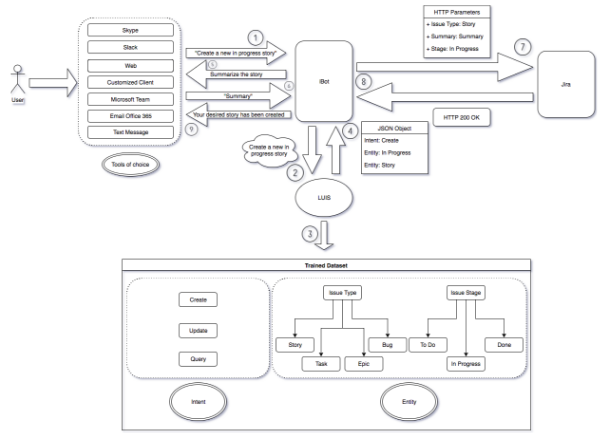 HTTP Parameters
+ Issue Type: Story
+ Summary: Summary
+ Stage: In Progress
Skype
Slack
Web
Customized Client
Microsoft Team
Email Office 365
Text Message
Tools of choice
User
1
"Create a new in progress story"
5
Summarize the story
6
"Summary"
Your desired story has been created
9
iBot
7
8
Jira
HTTP 200 OK
Create a new in
progress story
2
4
JSON Object
Intent: Create
Entity: In Progress
Entity: Story
LUIS
3
Trained Dataset
Create
Update
Query
Intent
Issue Type
Story
Task
Epic
Bug
Issue Stage
To Do
In Progress
Done
Entity